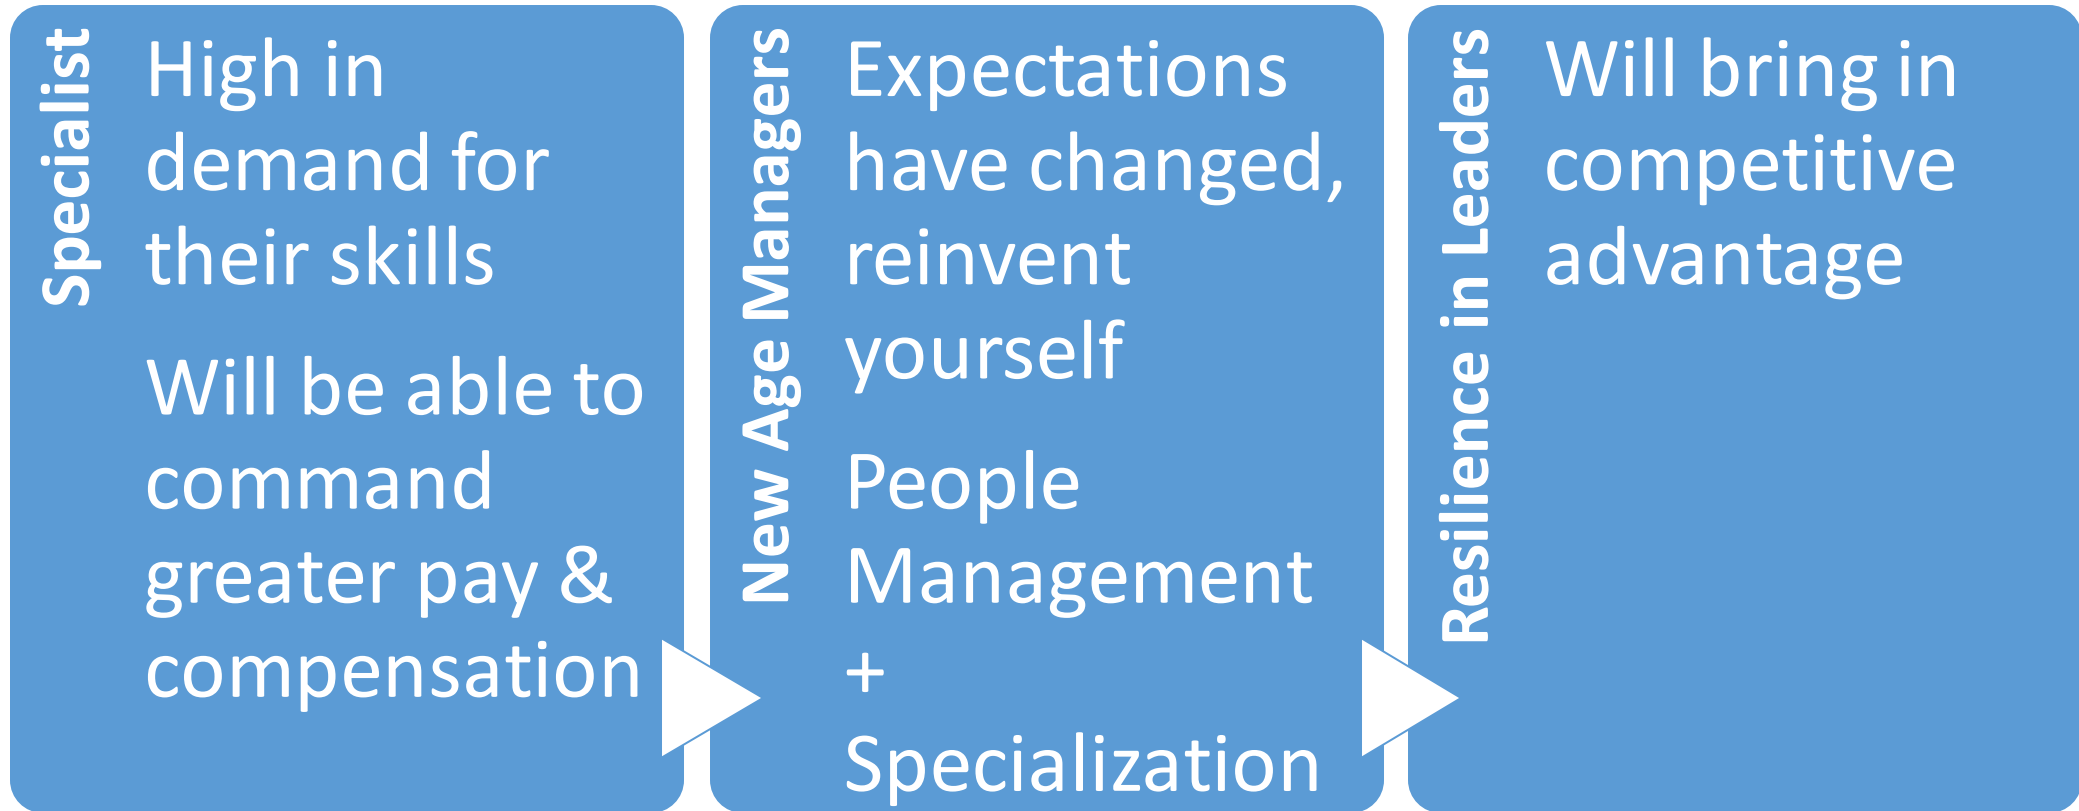 Specialist
High in
demand for
their skills
Will be able to
command
greater pay &
compensation
New Age Managers
Expectations
have changed,
reinvent
yourself
People
Management
+
Specialization
Resilience in Leaders
Will bring in
competitive
advantage